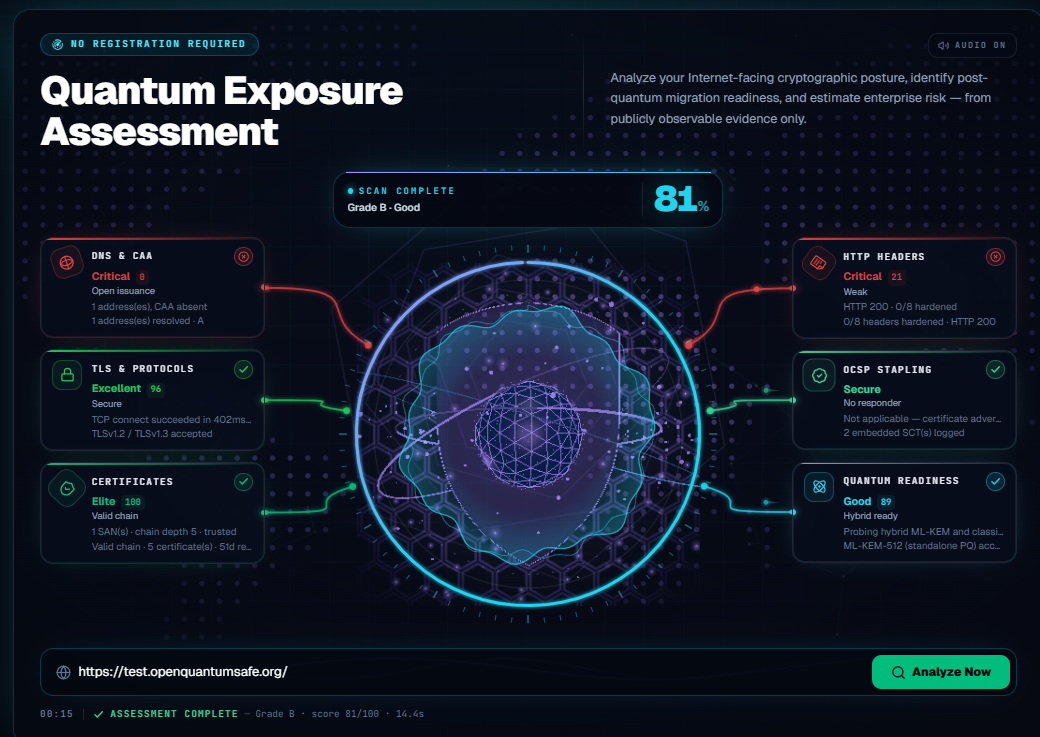 NO REGISTRATION REQUIRED
AUDIO ON
Quantum Exposure
Assessment
Analyze your Internet-facing cryptographic posture, identify post-
quantum migration readiness, and estimate enterprise risk — from
publicly observable evidence only.
SCAN COMPLETE
Grade B · Good
81%
DNS & CAA
Critical 0
Open issuance
1 address(es), CAA absent
1 address(es) resolved · A
TLS & PROTOCOLS
Excellent 96
Secure
TCP connect succeeded in 402ms…
TLSv1.2 / TLSv1.3 accepted
CERTIFICATES
Elite 100
Valid chain
1 SAN(s) · chain depth 5 · trusted
Valid chain · 5 certificate(s) · 51d re…
HTTP HEADERS
Critical 21
Weak
HTTP 200 · 0/8 hardened
0/8 headers hardened · HTTP 200
OCSP STAPLING
Secure
No responder
Not applicable — certificate adver…
2 embedded SCT(s) logged
QUANTUM READINESS
Good 89
Hybrid ready
Probing hybrid ML-KEM and classi…
ML-KEM-512 (standalone PQ) acc…
https://test.openquantumsafe.org/
Analyze Now
00:15 | ASSESSMENT COMPLETE — Grade B · score 81/100 · 14.4s